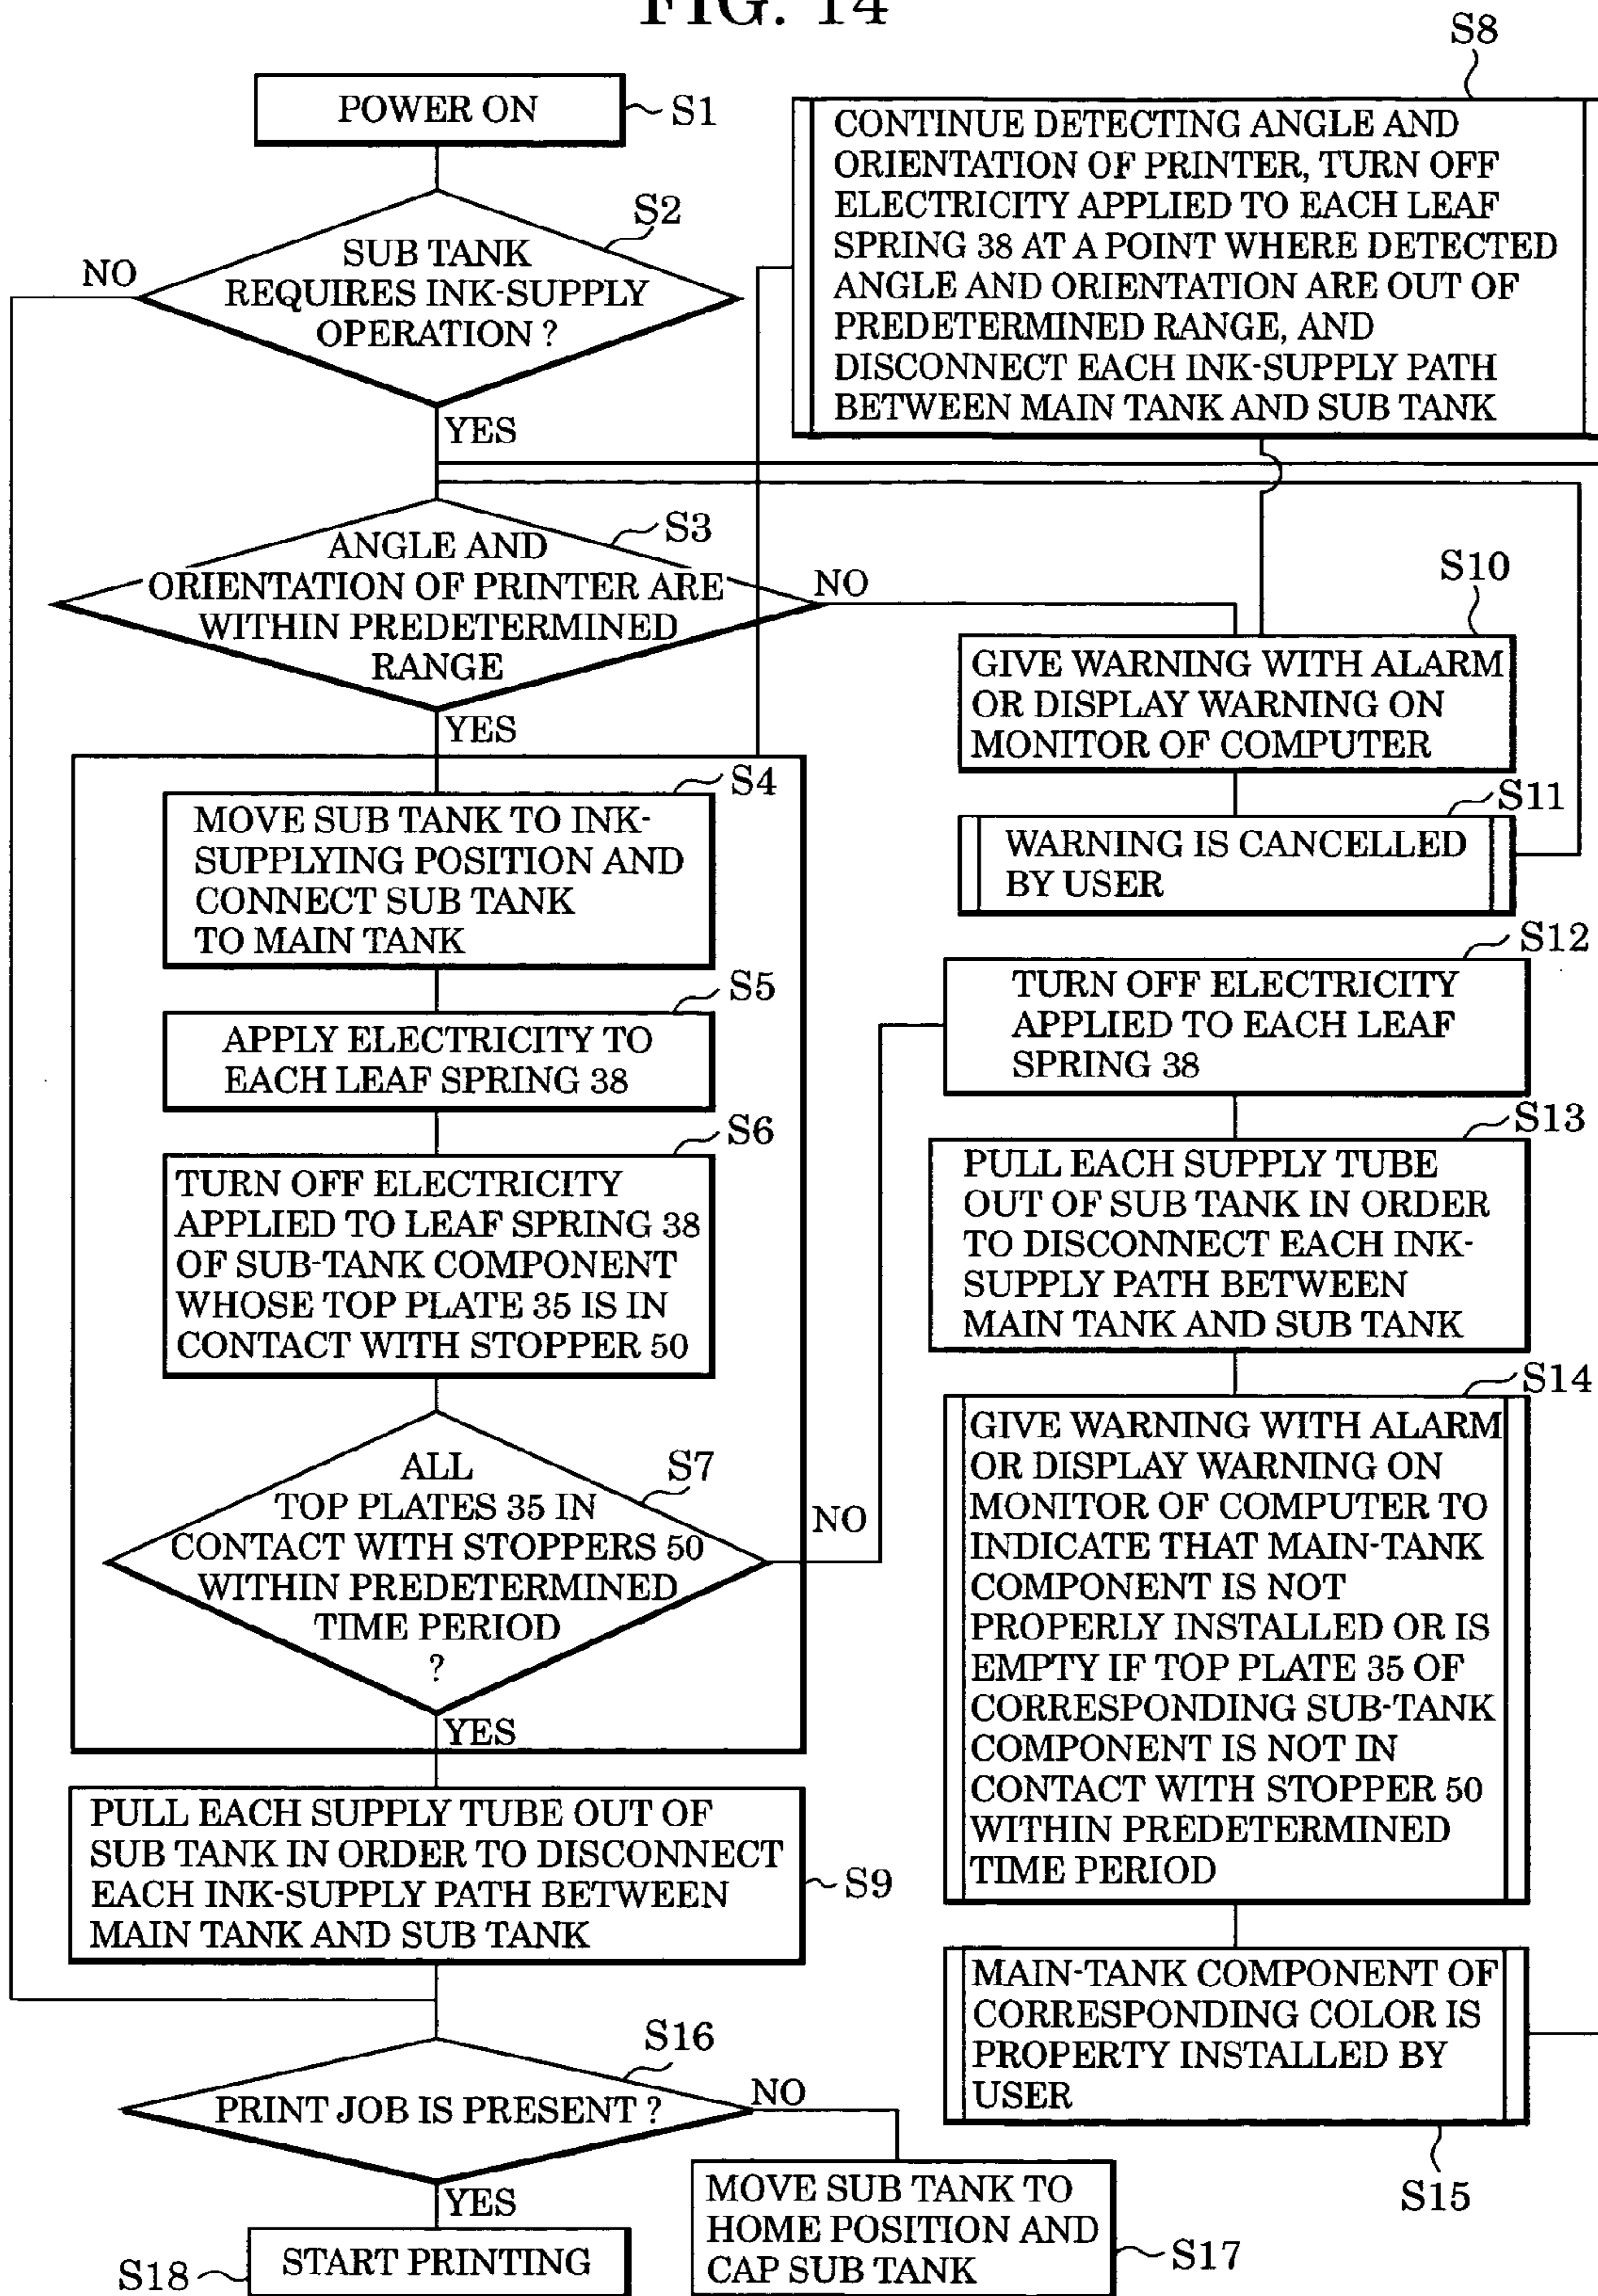 FIG. 14
POWER ON
S1
SUB TANK
REQUIRES INK-SUPPLY
OPERATION ?
S2
NO
YES
ANGLE AND
ORIENTATION OF PRINTER ARE
WITHIN PREDETERMINED
RANGE
S3
NO
YES
S4
MOVE SUB TANK TO INK-
SUPPLYING POSITION AND
CONNECT SUB TANK
TO MAIN TANK
S5
APPLY ELECTRICITY TO
EACH LEAF SPRING 38
S6
TURN OFF ELECTRICITY
APPLIED TO LEAF SPRING 38
OF SUB-TANK COMPONENT
WHOSE TOP PLATE 35 IS IN
CONTACT WITH STOPPER 50
S7
ALL
TOP PLATES 35 IN
CONTACT WITH STOPPERS 50
WITHIN PREDETERMINED
TIME PERIOD
?
NO
YES
PULL EACH SUPPLY TUBE OUT OF
SUB TANK IN ORDER TO DISCONNECT
EACH INK-SUPPLY PATH BETWEEN
MAIN TANK AND SUB TANK
S9
S16
PRINT JOB IS PRESENT ?
NO
YES
START PRINTING
S18
MOVE SUB TANK TO
HOME POSITION AND
CAP SUB TANK
S17
S8
CONTINUE DETECTING ANGLE AND
ORIENTATION OF PRINTER, TURN OFF
ELECTRICITY APPLIED TO EACH LEAF
SPRING 38 AT A POINT WHERE DETECTED
ANGLE AND ORIENTATION ARE OUT OF
PREDETERMINED RANGE, AND
DISCONNECT EACH INK-SUPPLY PATH
BETWEEN MAIN TANK AND SUB TANK
S10
GIVE WARNING WITH ALARM
OR DISPLAY WARNING ON
MONITOR OF COMPUTER
S11
WARNING IS CANCELLED
BY USER
S12
TURN OFF ELECTRICITY
APPLIED TO EACH LEAF
SPRING 38
S13
PULL EACH SUPPLY TUBE
OUT OF SUB TANK IN ORDER
TO DISCONNECT EACH INK-
SUPPLY PATH BETWEEN
MAIN TANK AND SUB TANK
S14
GIVE WARNING WITH ALARM
OR DISPLAY WARNING ON
MONITOR OF COMPUTER TO
INDICATE THAT MAIN-TANK
COMPONENT IS NOT
PROPERLY INSTALLED OR IS
EMPTY IF TOP PLATE 35 OF
CORRESPONDING SUB-TANK
COMPONENT IS NOT IN
CONTACT WITH STOPPER 50
WITHIN PREDETERMINED
TIME PERIOD
MAIN-TANK COMPONENT OF
CORRESPONDING COLOR IS
PROPERTY INSTALLED BY
USER
S15